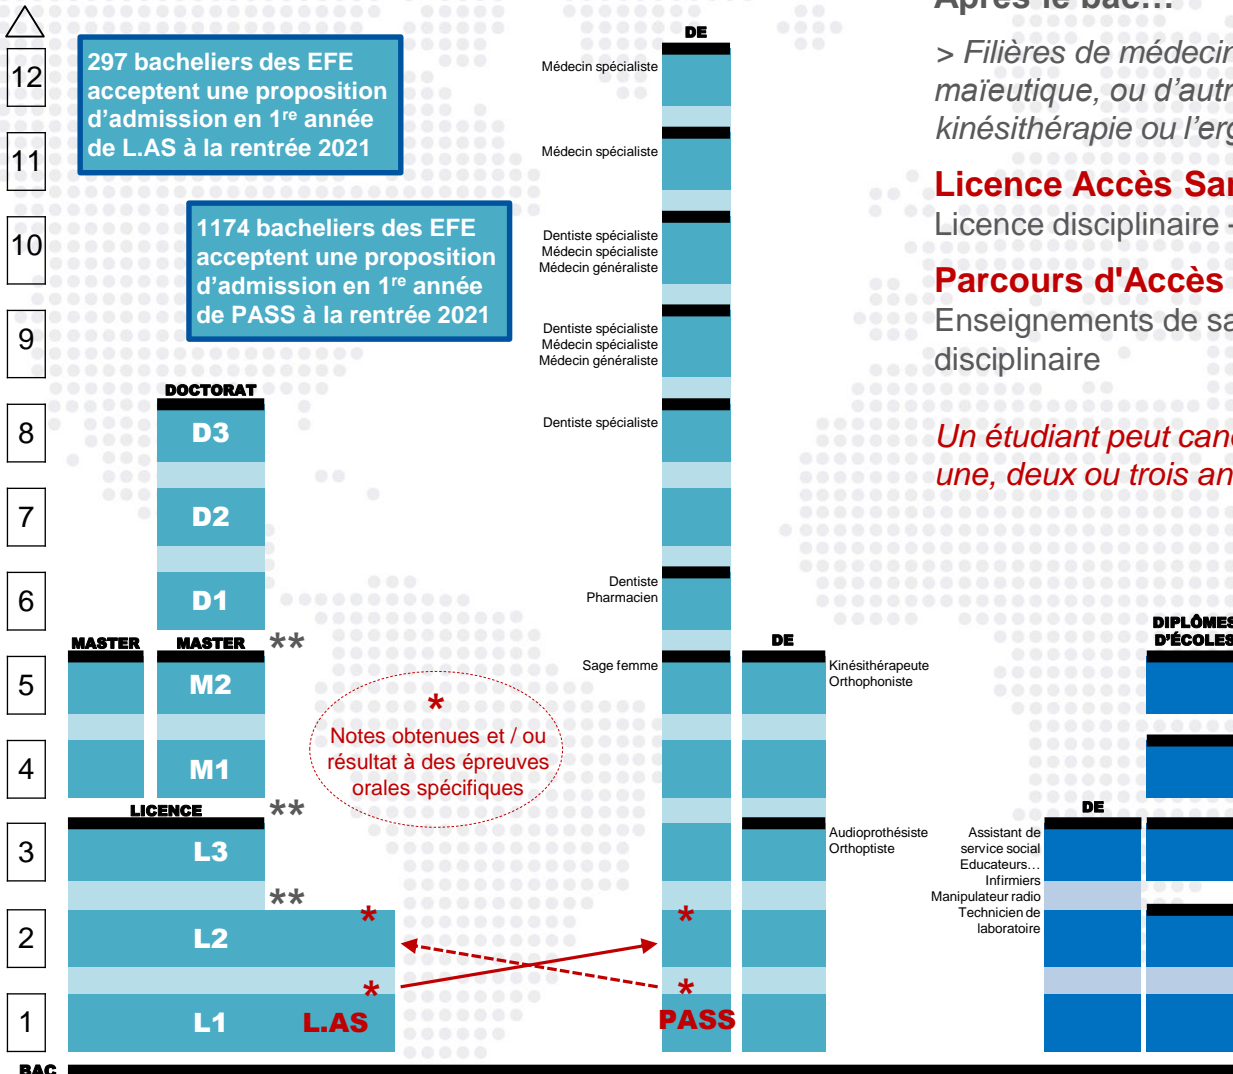 Après le bac…
> Filières de médecin
maïeutique, ou d'autr
kinésithérapie ou l'erg
Licence Accès San
Licence disciplinaire -
Parcours d'Accès
Enseignements de sa
disciplinaire
Un étudiant peut cand
une, deux ou trois an
297 bacheliers des EFE
acceptent une proposition
d'admission en 1re année
de L.AS à la rentrée 2021
1174 bacheliers des EFE
acceptent une proposition
d'admission en 1re année
de PASS à la rentrée 2021
12
11
10
9
8
7
6
5
4
3
2
1
BAC
DOCTORAT
D3
D2
D1
MASTER
MASTER
**
M2
M1
LICENCE
**
L3
**
L2
*
*
L1
L.AS
*
Notes obtenues et / ou
résultat à des épreuves
orales spécifiques
DE
Médecin spécialiste
Médecin spécialiste
Dentiste spécialiste
Médecin spécialiste
Médecin généraliste
Dentiste spécialiste
Médecin spécialiste
Médecin généraliste
Dentiste spécialiste
Dentiste
Pharmacien
Sage femme
*
*
PASS
DE
Kinésithérapeute
Orthophoniste
Audioprothésiste
Orthoptiste
DE
Assistant de
service social
Educateurs…
Infirmiers
Manipulateur radio
Technicien de
laboratoire
DIPLÔMES
D'ÉCOLES